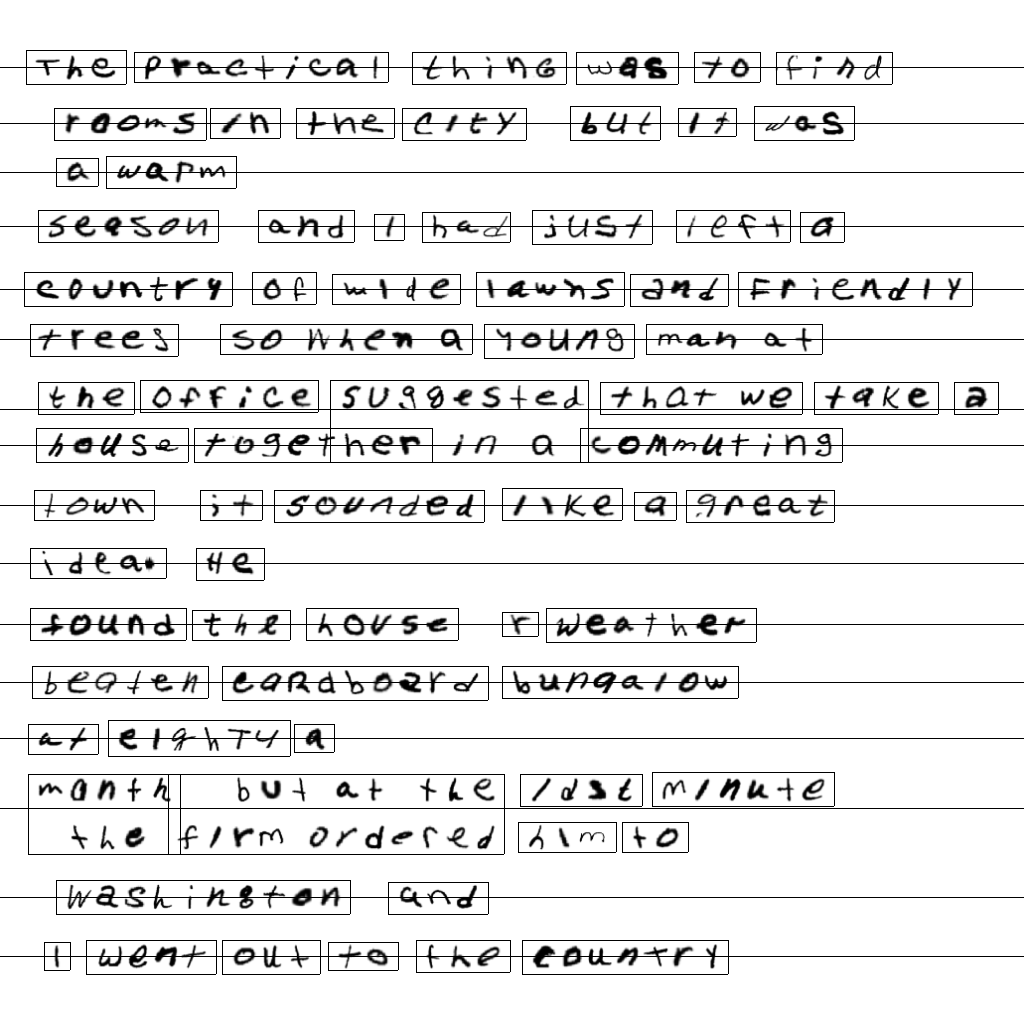 The practical thing was to find
rooms in the city but it was
a warm
season and I had just left a
country of wide lawns and friendly
trees so when a young man at
the office suggested that we take a
house together in a commuting
town it sounded like a great
idea. He
found the house r weather
beaten cardboard bungalow
at eighty a
manth but at the last minute
the firm ordered him to
washington and
I went out to the country